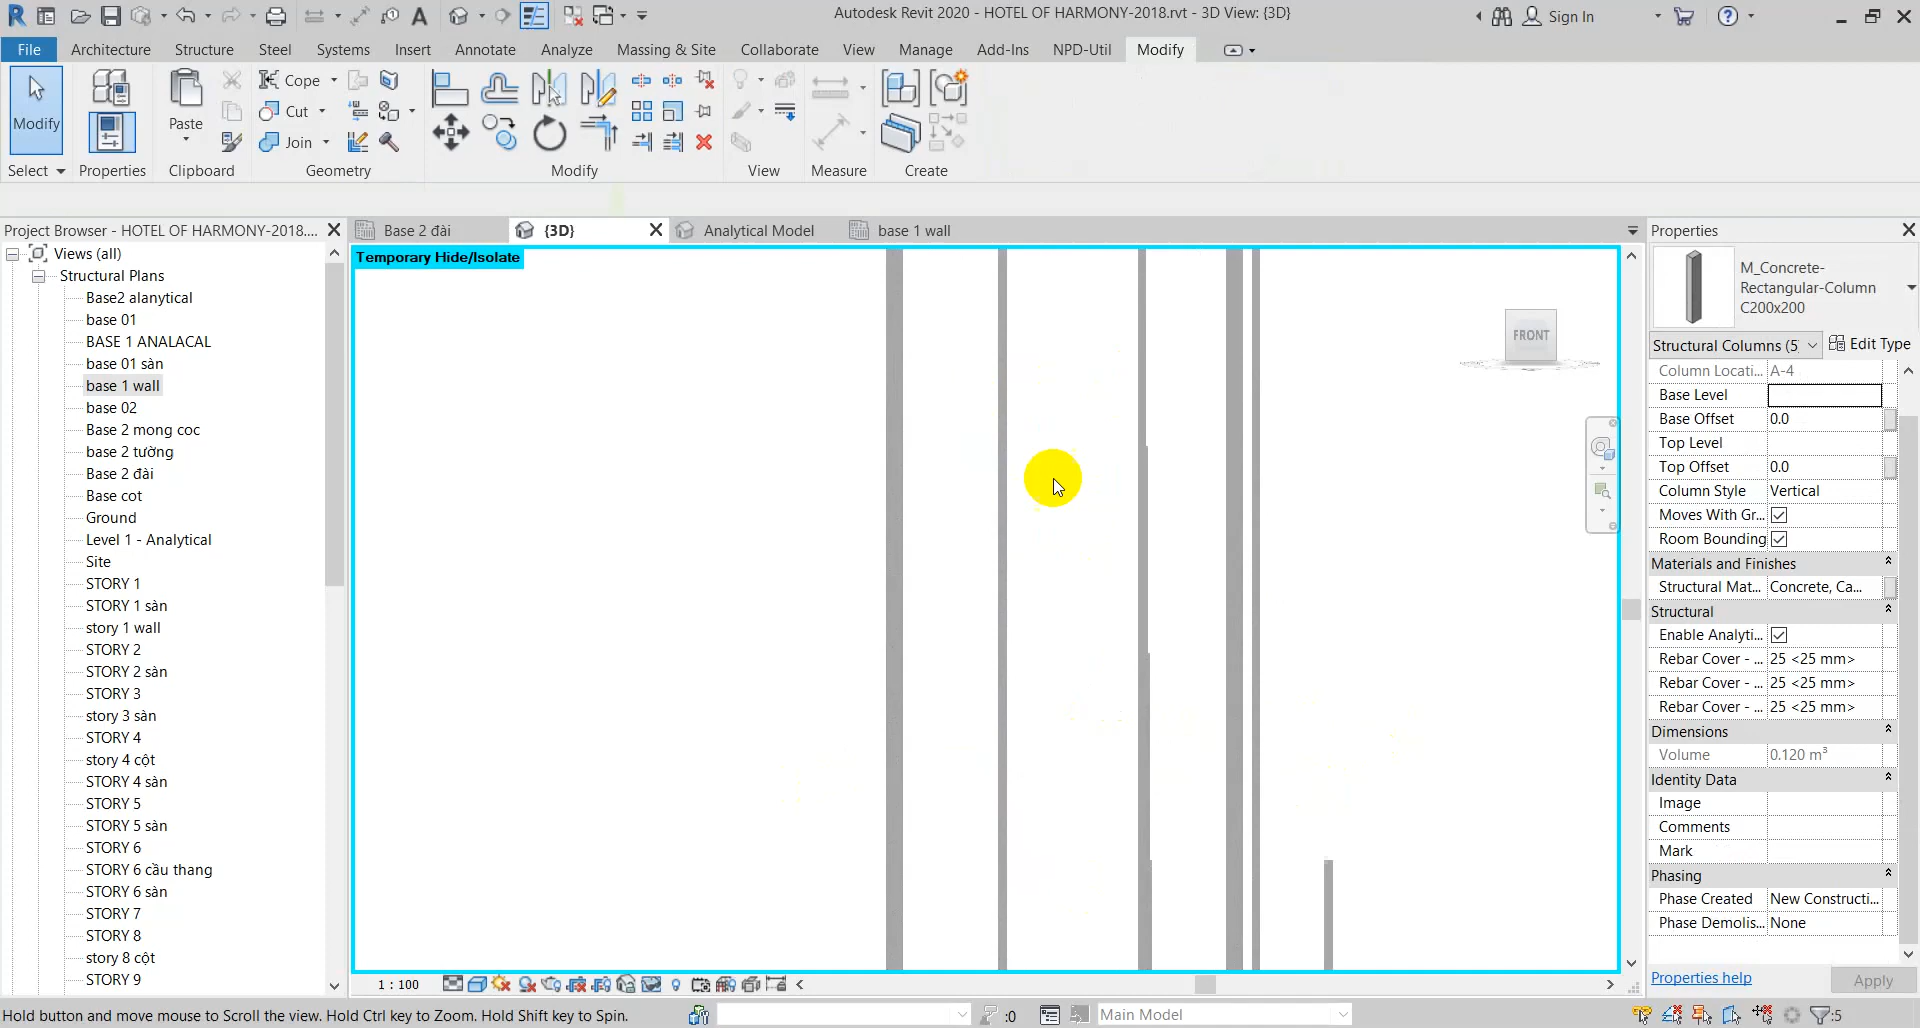 Autodesk Revit 2020 - HOTEL OF HARMONY-2018.rvt - 3D View: {3D}
Sign In
File
Architecture
Structure
Steel
Systems
Insert
Annotate
Analyze
Massing & Site
Collaborate
View
Manage
Add-Ins
NPD-Util
Modify
Modify
Paste
Cope
Cut
Join
Select
Properties
Clipboard
Geometry
Modify
View
Measure
Create
Project Browser - HOTEL OF HARMONY-2018....
Views (all)
Structural Plans
Base2 alanytical
base 01
BASE 1 ANALACAL
base 01 sàn
base 1 wall
base 02
Base 2 mong coc
base 2 tường
Base 2 đài
Base cot
Ground
Level 1 - Analytical
Site
STORY 1
STORY 1 sàn
story 1 wall
STORY 2
STORY 2 sàn
STORY 3
story 3 sàn
STORY 4
story 4 cột
STORY 4 sàn
STORY 5
STORY 5 sàn
STORY 6
STORY 6 cầu thang
STORY 6 sàn
STORY 7
STORY 8
story 8 cột
STORY 9
Base 2 đài
{3D}
Analytical Model
base 1 wall
Temporary Hide/Isolate
FRONT
1 : 100
Properties
M_Concrete-
Rectangular-Column
C200x200
Structural Columns (5)
Edit Type
Column Locati... A-4
Base Level
Base Offset 0.0
Top Level
Top Offset 0.0
Column Style Vertical
Moves With Gr...
Room Bounding
Materials and Finishes
Structural Mat... Concrete, Ca...
Structural
Enable Analyti...
Rebar Cover - ... 25 <25 mm>
Rebar Cover - ... 25 <25 mm>
Rebar Cover - ... 25 <25 mm>
Dimensions
Volume 0.120 m³
Identity Data
Image
Comments
Mark
Phasing
Phase Created New Constructi...
Phase Demolis... None
Properties help
Apply
Hold button and move mouse to Scroll the view. Hold Ctrl key to Zoom. Hold Shift key to Spin.
:0
Main Model
:5